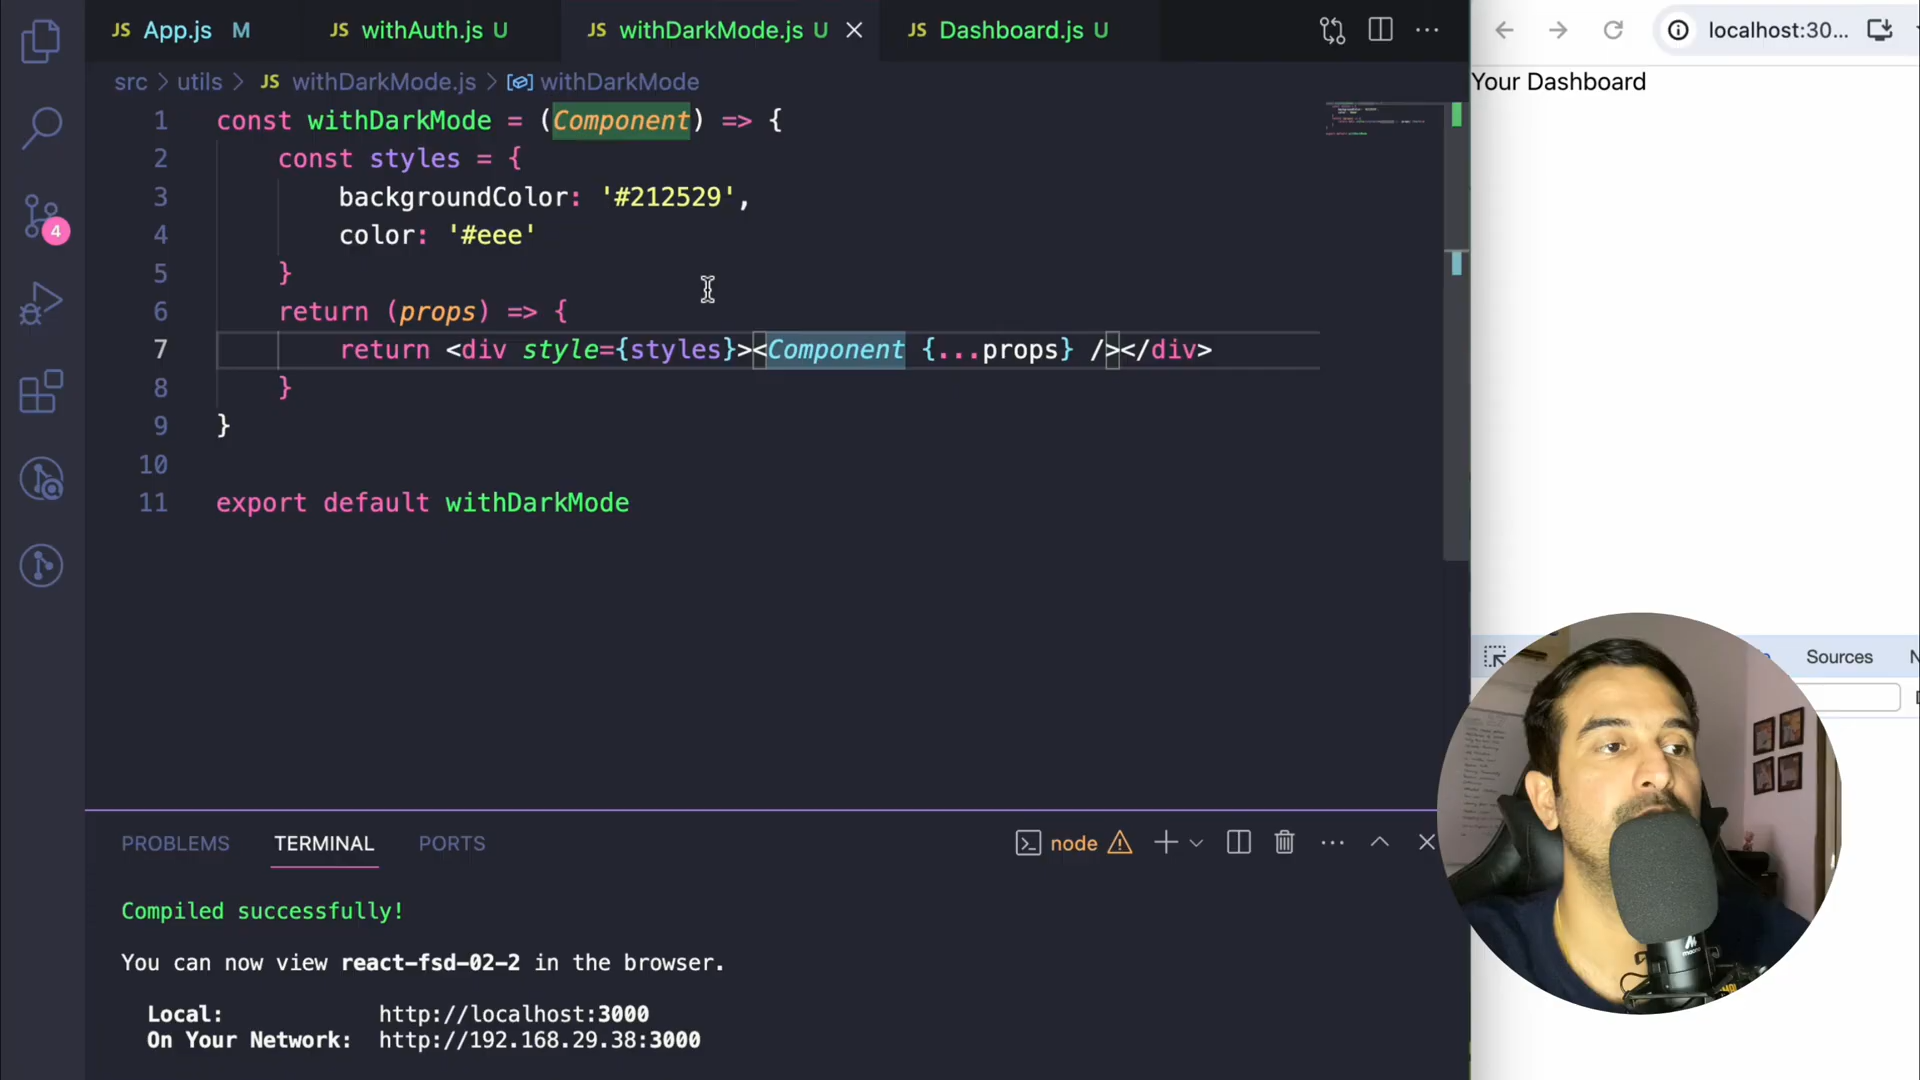 JS App.js M
JS withAuth.js U
JS withDarkMode.js U
JS Dashboard.js U
src > utils > JS withDarkMode.js > withDarkMode
1 const withDarkMode = (Component) => {
2 const styles = {
3 backgroundColor: '#212529',
4 color: '#eee'
5 }
6 return (props) => {
7 return <div style={styles}><Component {...props} /></div>
8 }
9 }
10
11 export default withDarkMode
4
PROBLEMS TERMINAL PORTS
node
Compiled successfully!
You can now view react-fsd-02-2 in the browser.
Local: http://localhost:3000
On Your Network: http://192.168.29.38:3000
localhost:30...
Your Dashboard
Sources